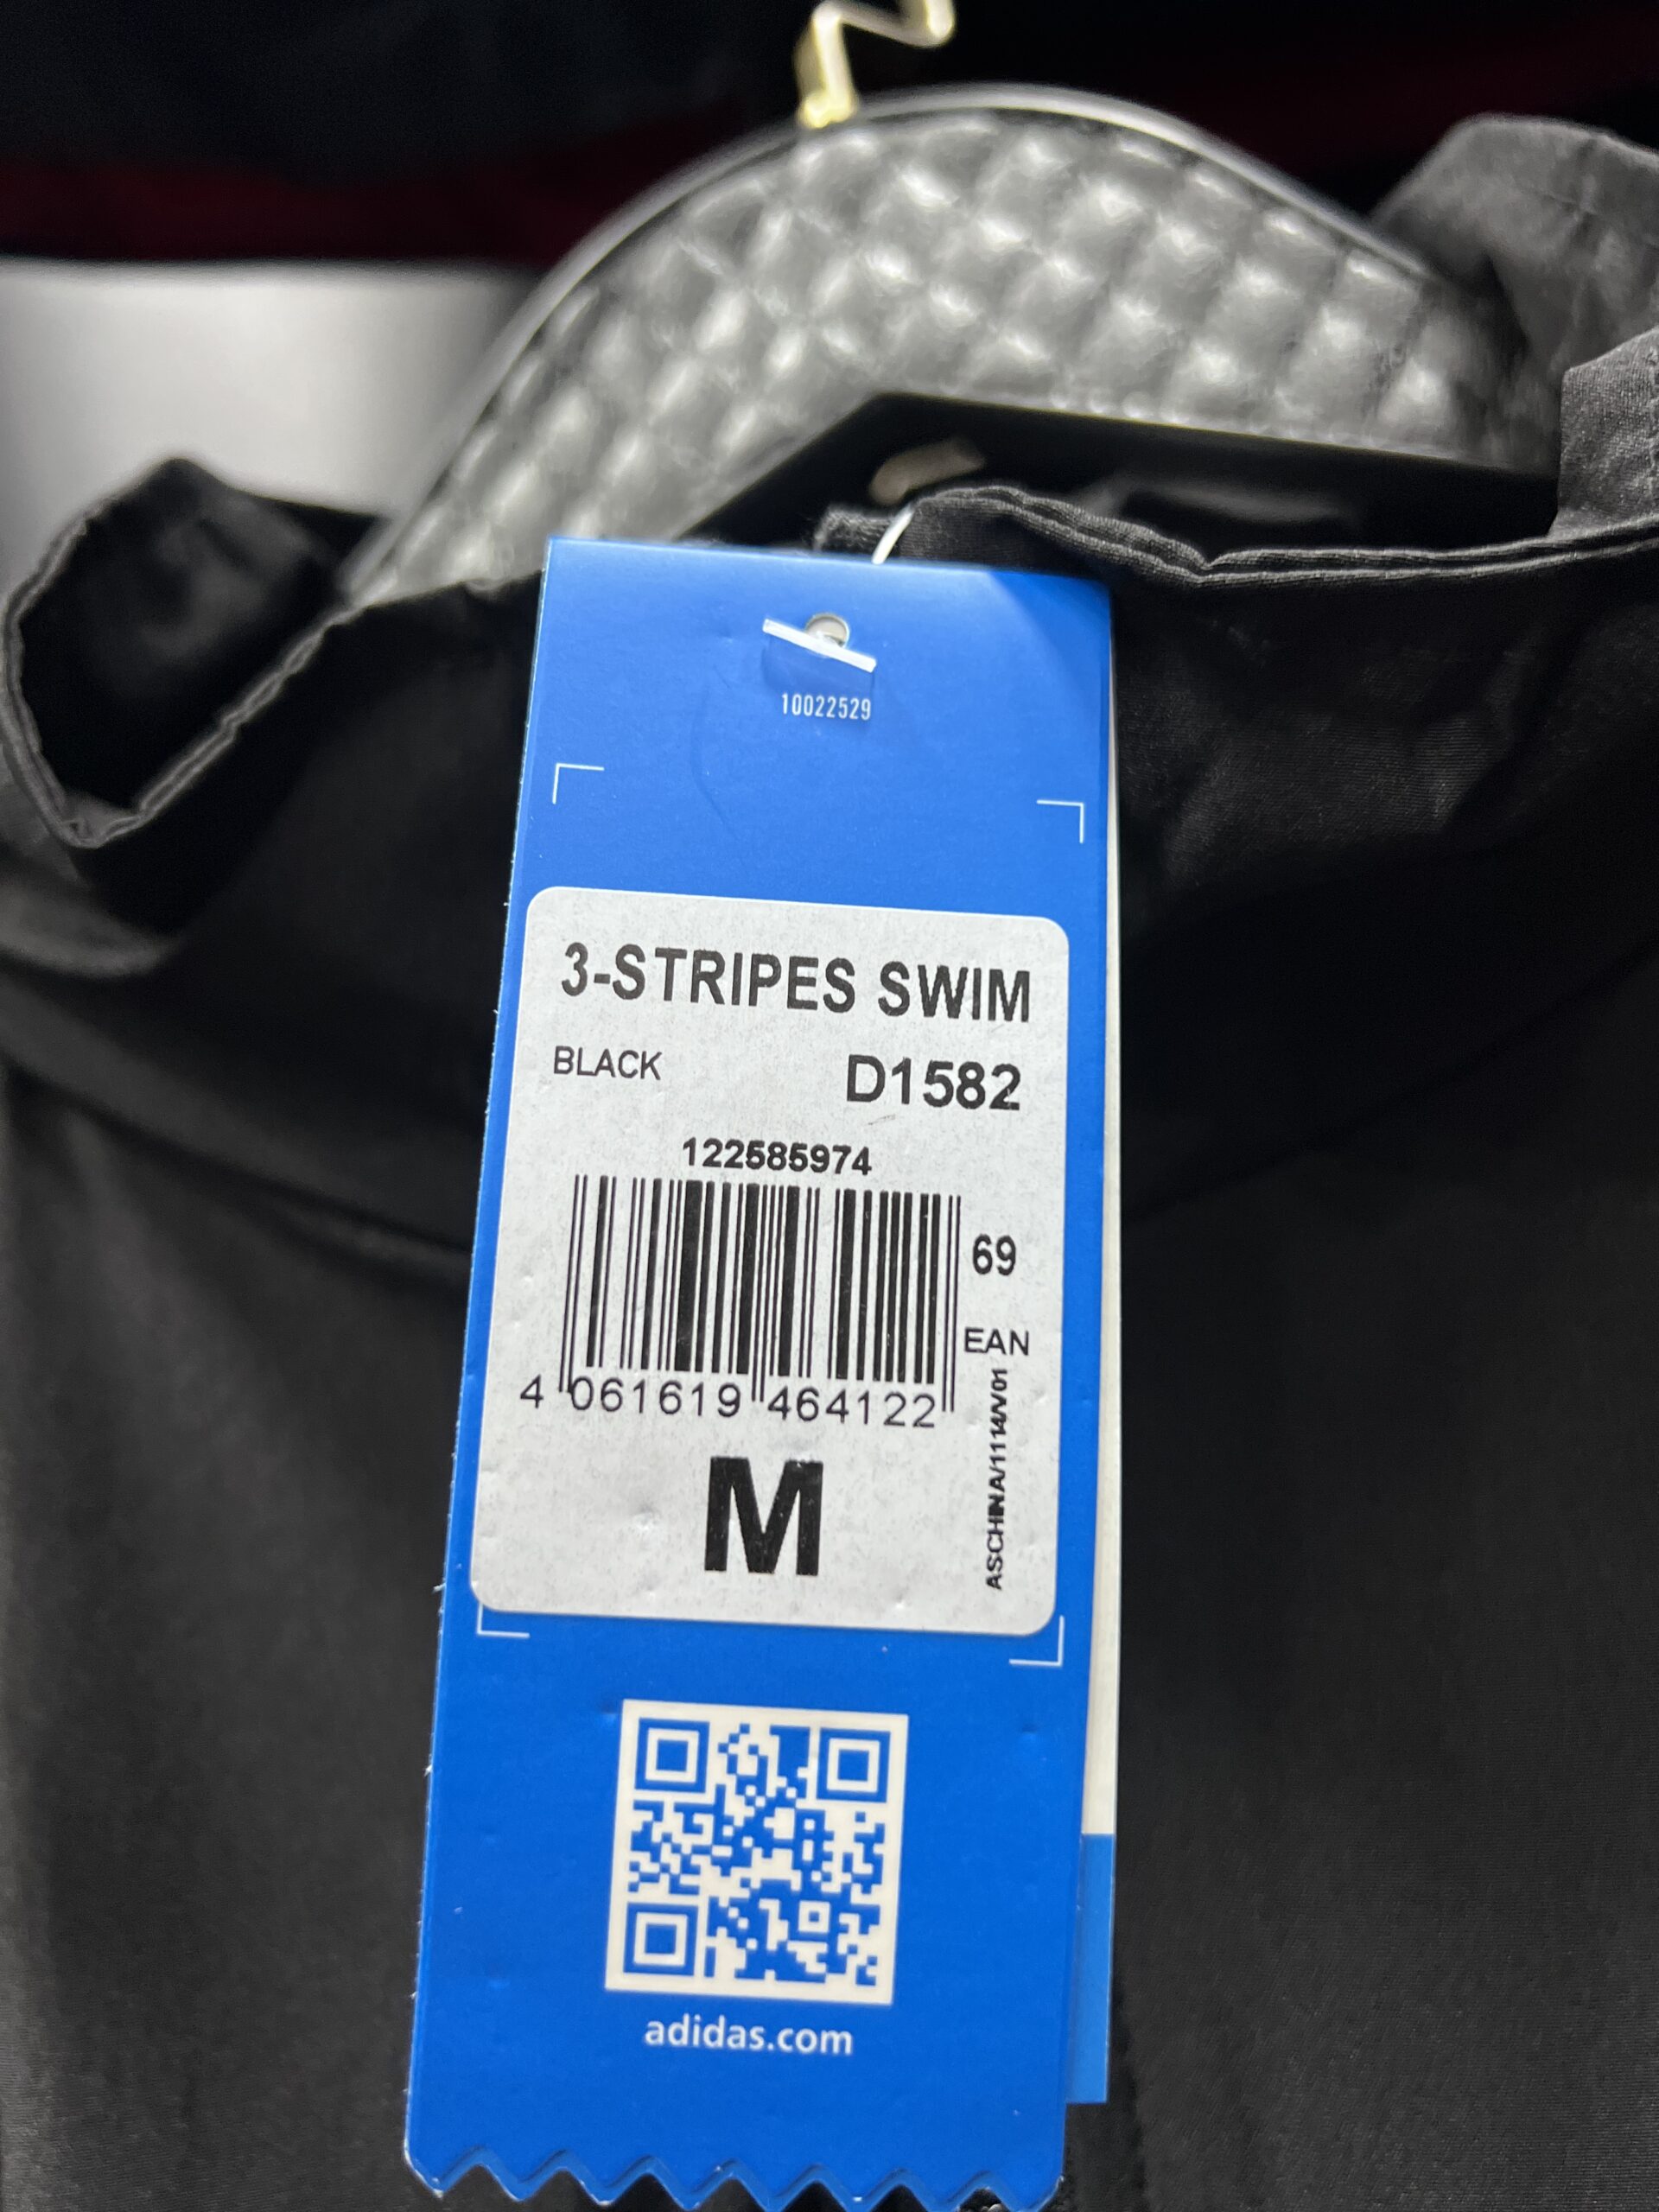 10022529
3-STRIPES SWIM
BLACK D1582
122585974
69
EAN
4 061619 464122
M
ASCHINA/1114/V01
adidas.com